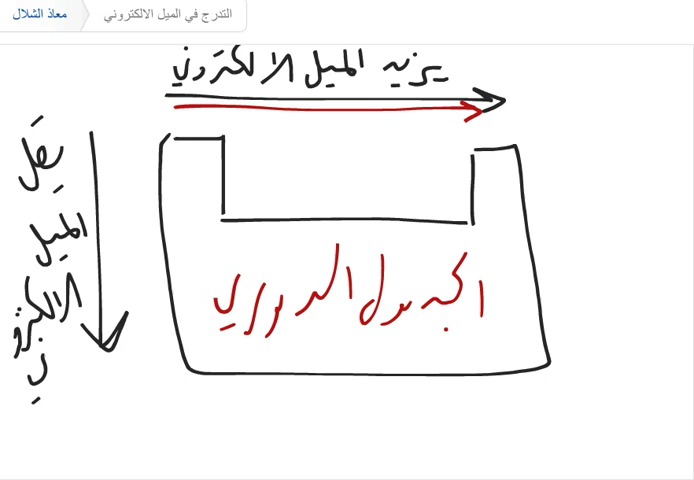 معاذ الشلال
التدرج في الميل الالكتروني
يزيد الميل الالكتروني
يقل
الميل
الالكترو
ني
الجدول الدوري